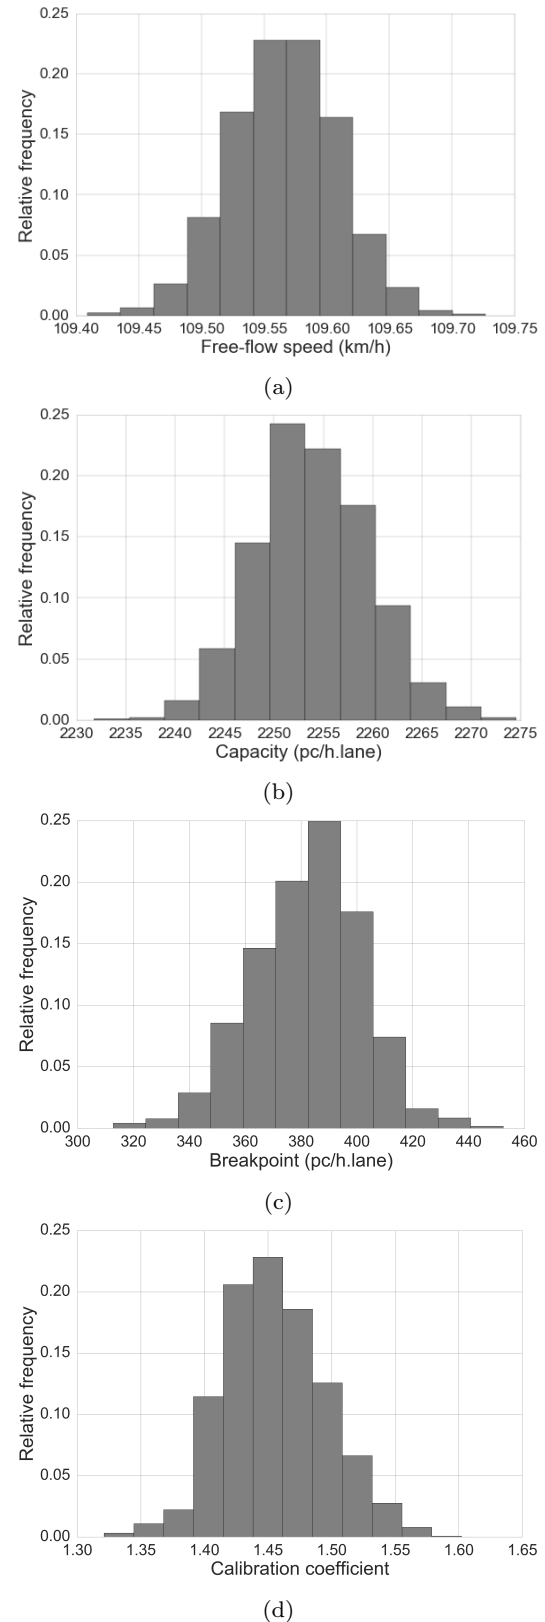 0.25
0.20
0.15
0.10
0.05
0.00
Relative frequency
109.40 109.45 109.50 109.55 109.60 109.65 109.70 109.75
Free-flow speed (km/h)
(a)
0.25
0.20
0.15
0.10
0.05
0.00
Relative frequency
2230 2235 2240 2245 2250 2255 2260 2265 2270 2275
Capacity (pc/h.lane)
(b)
0.25
0.20
0.15
0.10
0.05
0.00
Relative frequency
300 320 340 360 380 400 420 440 460
Breakpoint (pc/h.lane)
(c)
0.25
0.20
0.15
0.10
0.05
0.00
Relative frequency
1.30 1.35 1.40 1.45 1.50 1.55 1.60 1.65
Calibration coefficient
(d)